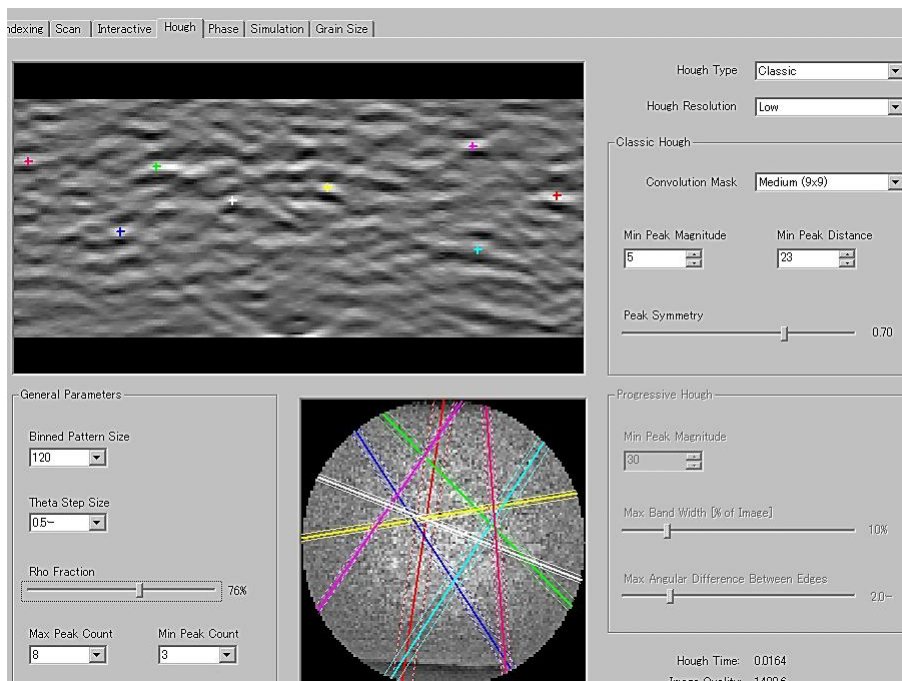 ndexing Scan Interactive Hough Phase Simulation Grain Size
Hough Type Classic
Hough Resolution Low
Classic Hough
Convolution Mask Medium (9x9)
Min Peak Magnitude Min Peak Distance
5 23
Peak Symmetry
0.70
General Parameters
Binned Pattern Size
120
Theta Step Size
0.5~
Rho Fraction
76%
Max Peak Count Min Peak Count
8 3
Progressive Hough
Min Peak Magnitude
30
Max Band Width [% of Image]
10%
Max Angular Difference Between Edges
2.0~
Hough Time: 0.0164
Image Quality: